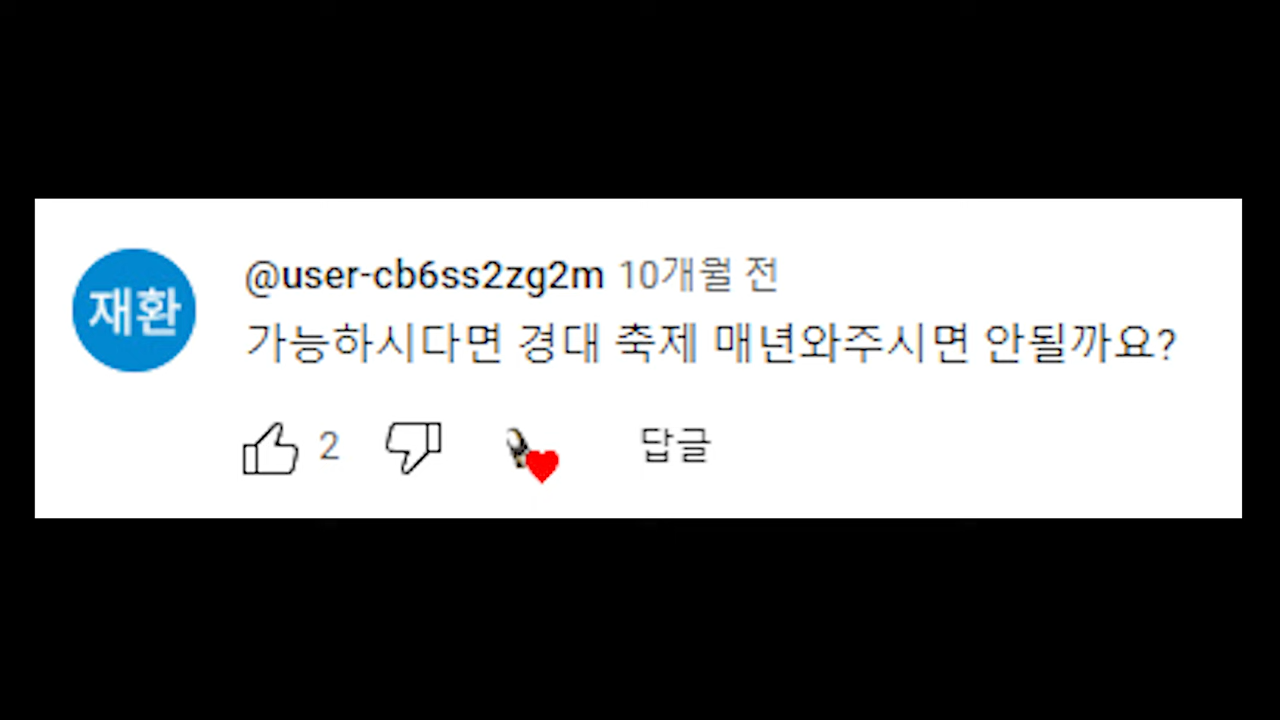 재환
@user-cb6ss2zg2m 10개월 전
가능하시다면 경대 축제 매년와주시면 안될까요?
2
답글